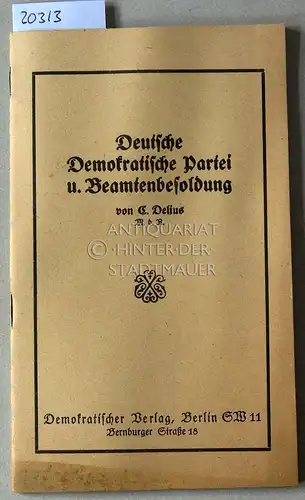 20313
Deutsche
Demokratische Partei
u. Beamtenbesoldung
von C. Delius
M. d. R.
ANTIQUARIAT
© ·HINTER·DER·
STADTMAUER
Demokratischer Verlag, Berlin SW 11
Bernburger Straße 18